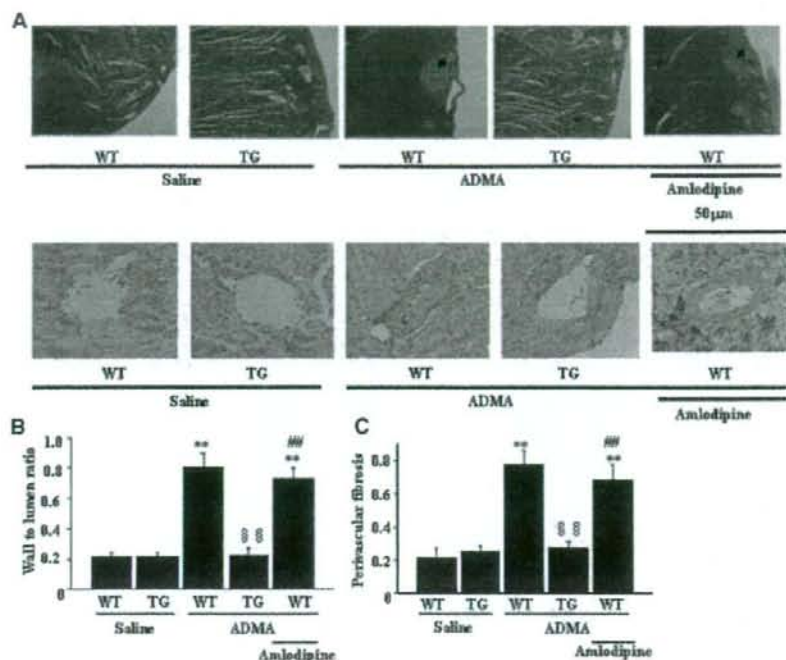 A
WT TG WT TG WT
Saline ADMA
Amlodipine
50µm
WT TG WT TG WT
Saline ADMA
Amlodipine
B
Wall to lumen ratio
1.0
0.8
0.6
0.4
0.2
0
** §§ ## **
WT TG WT TG WT
Saline ADMA
Amlodipine
C
Perivascular fibrosis
0.8
0.6
0.4
0.2
0
** §§ ## **
WT TG WT TG WT
Saline ADMA
Amlodipine